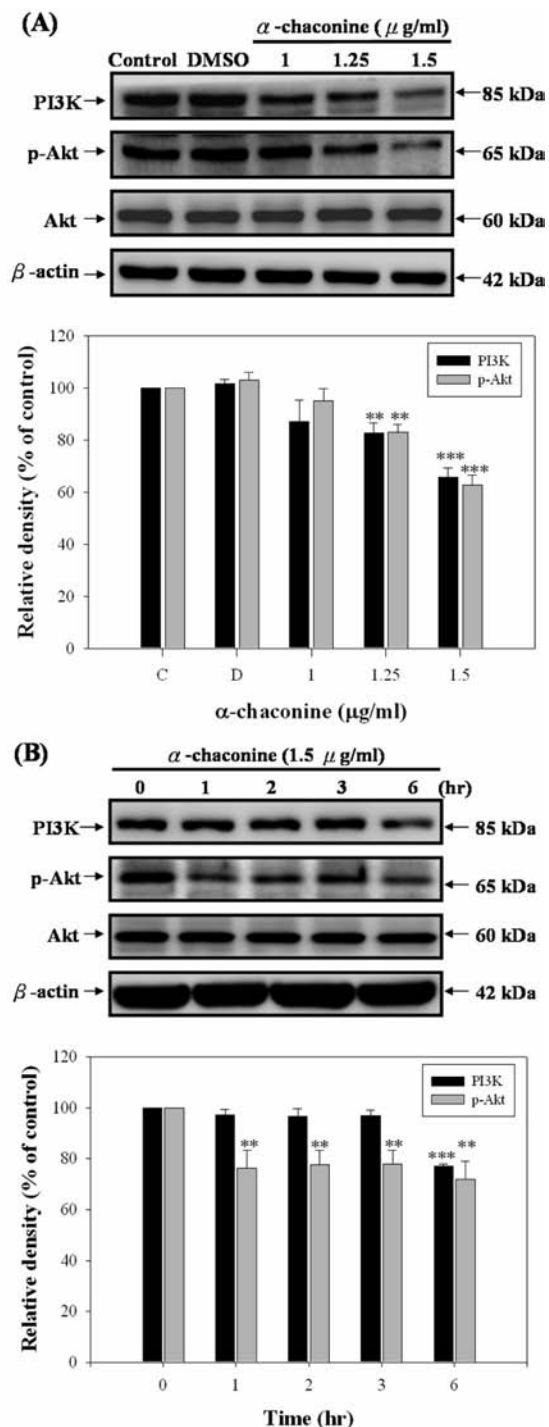 (A)
α-chaconine (μ g/ml)
Control DMSO 1 1.25 1.5
PI3K 85 kDa
p-Akt 65 kDa
Akt 60 kDa
β-actin 42 kDa
120
100
80
60
40
20
0
Relative density (% of control)
PI3K
p-Akt
** **
*** ***
C D 1 1.25 1.5
α-chaconine (μg/ml)
(B)
α-chaconine (1.5 μ g/ml)
0 1 2 3 6 (hr)
PI3K 85 kDa
p-Akt 65 kDa
Akt 60 kDa
β-actin 42 kDa
120
100
80
60
40
20
0
Relative density (% of control)
PI3K
p-Akt
** ** ** *** **
0 1 2 3 6
Time (hr)